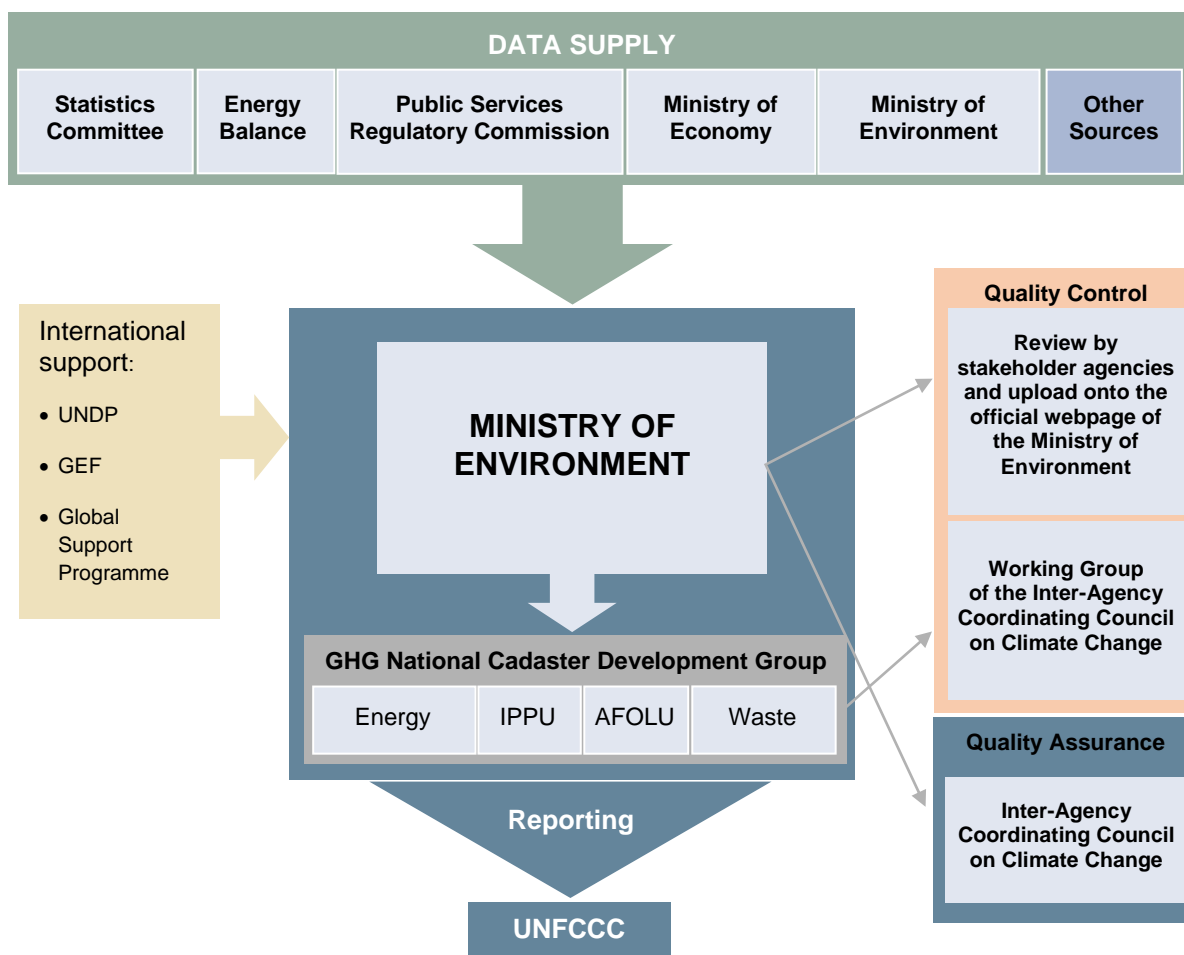 DATA SUPPLY
Statistics
Committee
Energy
Balance
Public Services
Regulatory Commission
Ministry of
Economy
Ministry of
Environment
Other
Sources
International
support:
• UNDP
• GEF
• Global
Support
Programme
MINISTRY OF
ENVIRONMENT
GHG National Cadaster Development Group
Energy
IPPU
AFOLU
Waste
Reporting
UNFCCC
Quality Control
Review by
stakeholder agencies
and upload onto the
official webpage of
the Ministry of
Environment
Working Group
of the Inter-Agency
Coordinating Council
on Climate Change
Quality Assurance
Inter-Agency
Coordinating Council
on Climate Change